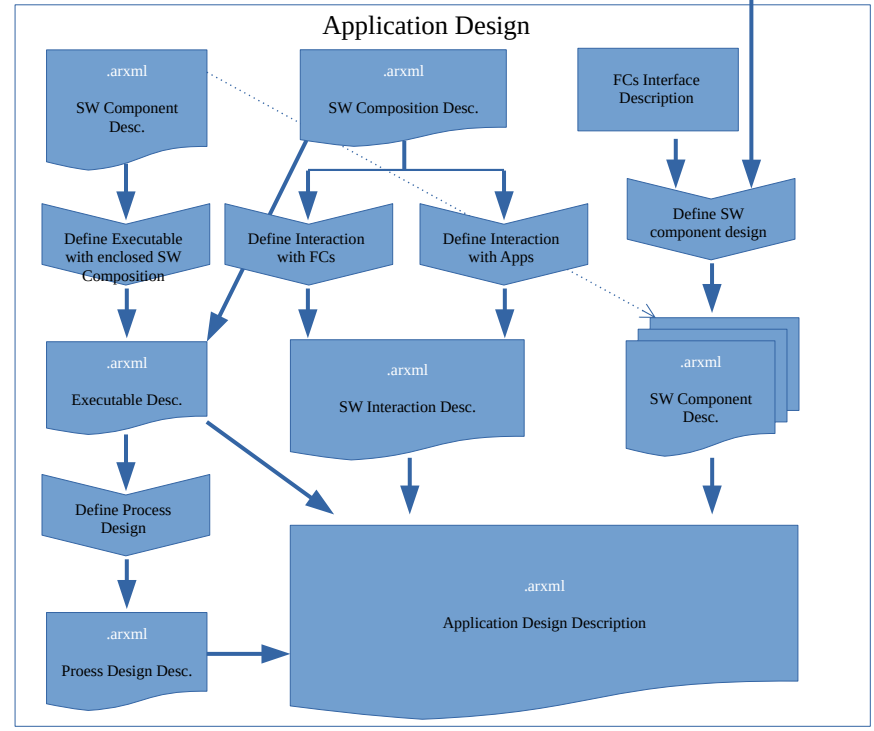 Application Design
.arxml
SW Component
Desc.
.arxml
SW Composition Desc.
FCs Interface
Description
Define Executable
with enclosed SW
Composition
Define Interaction
with FCs
Define Interaction
with Apps
Define SW
component design
.arxml
Executable Desc.
.arxml
SW Interaction Desc.
.arxml
SW Component
Desc.
Define Process
Design
.arxml
Proess Design Desc.
.arxml
Application Design Description